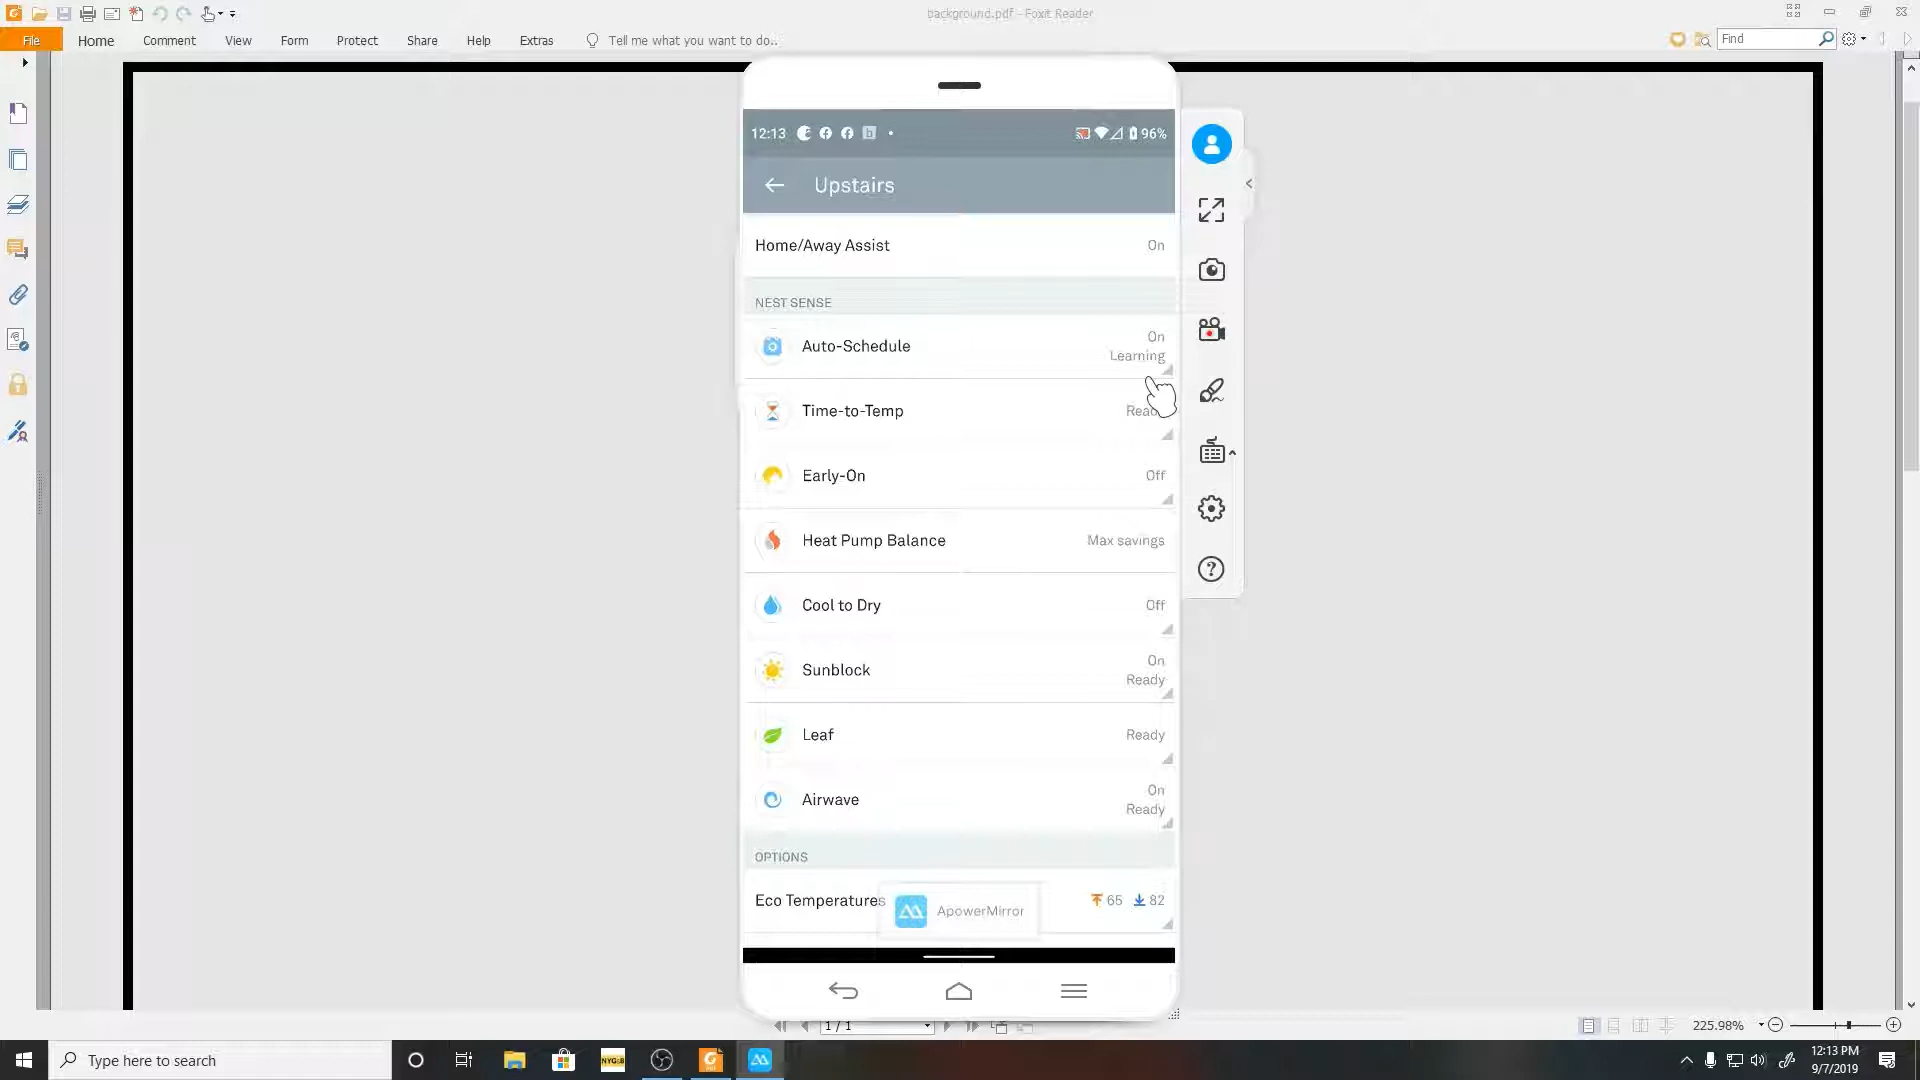 background.pdf - Foxit Reader
File Home Comment View Form Protect Share Help Extras Tell me what you want to do..
Find
12:13 96%
Upstairs
Home/Away Assist On
NEST SENSE
Auto-Schedule On
Learning
Time-to-Temp Read
Early-On Off
Heat Pump Balance Max savings
Cool to Dry Off
Sunblock On
Ready
Leaf Ready
Airwave On
Ready
OPTIONS
Eco Temperatures 65 82
ApowerMirror
1 / 1
225.98%
Type here to search
NYC
12:13 PM
9/7/2019